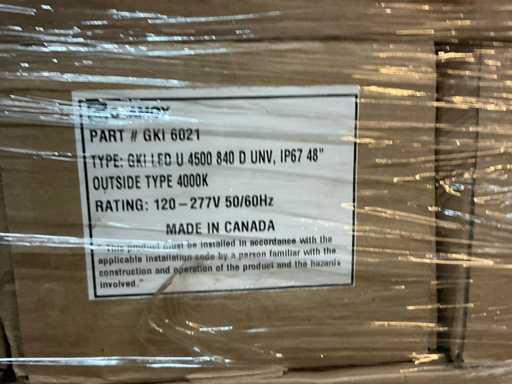 PART # GKI 6021
TYPE: GKI LED U 4500 840 D UNV, IP67 48"
OUTSIDE TYPE 4000K
RATING: 120-277V 50/60Hz
MADE IN CANADA
"This product must be installed in accordance with the
applicable installation code by a person familiar with the
construction and operation of the product and the hazards
involved."